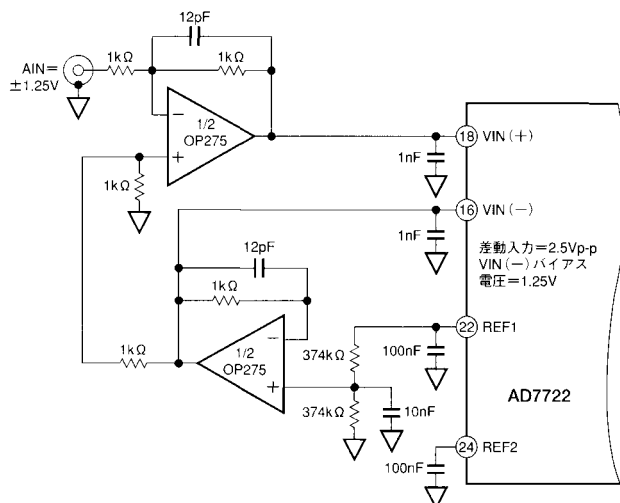 12pF
AIN=
±1.25V
1kΩ
1kΩ
1/2
OP275
−
+
1kΩ
18 VIN(+)
1nF
16 VIN(−)
1nF
差動入力=2.5Vp-p
VIN(−)バイアス
電圧=1.25V
12pF
1kΩ
1kΩ
1/2
OP275
−
+
374kΩ
374kΩ
10nF
22 REF1
100nF
AD7722
24 REF2
100nF